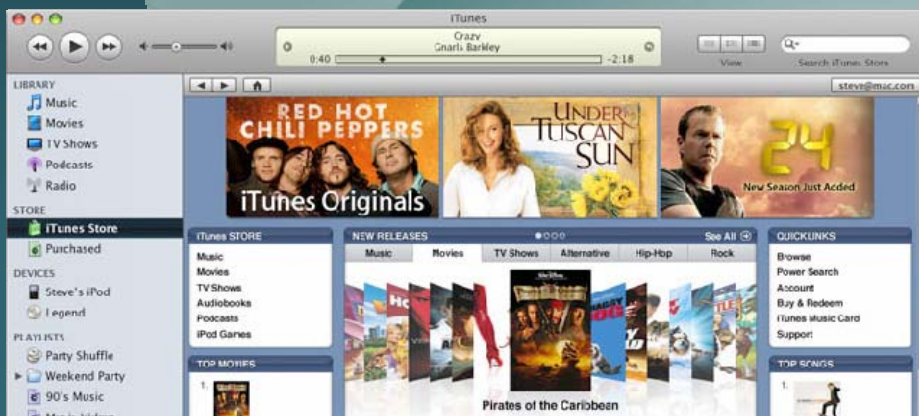 iTunes
Crazy
Gnarls Barkley
0:40
-2:18
View
Search iTunes Store
LIBRARY
Music
Movies
TV Shows
Podcasts
Radio
STORE
iTunes Store
Purchased
DEVICES
Steve's iPod
Legend
PLAYLISTS
Party Shuffle
Weekend Party
90's Music
steve@mac.com
RED HOT
CHILI PEPPERS
iTunes Originals
UNDER
TUSCAN
SUN
24
New Season Just Added
iTunes STORE
Music
Movies
TV Shows
Audiobooks
Podcasts
iPod Games
TOP MOVIES
1.
NEW RELEASES
See All
Music
Movies
TV Shows
Alternative
Hip-Hop
Rock
Pirates of the Caribbean
QUICKLINKS
Browse
Power Search
Account
Buy & Redeem
iTunes Music Card
Support
TOP SONGS
1.